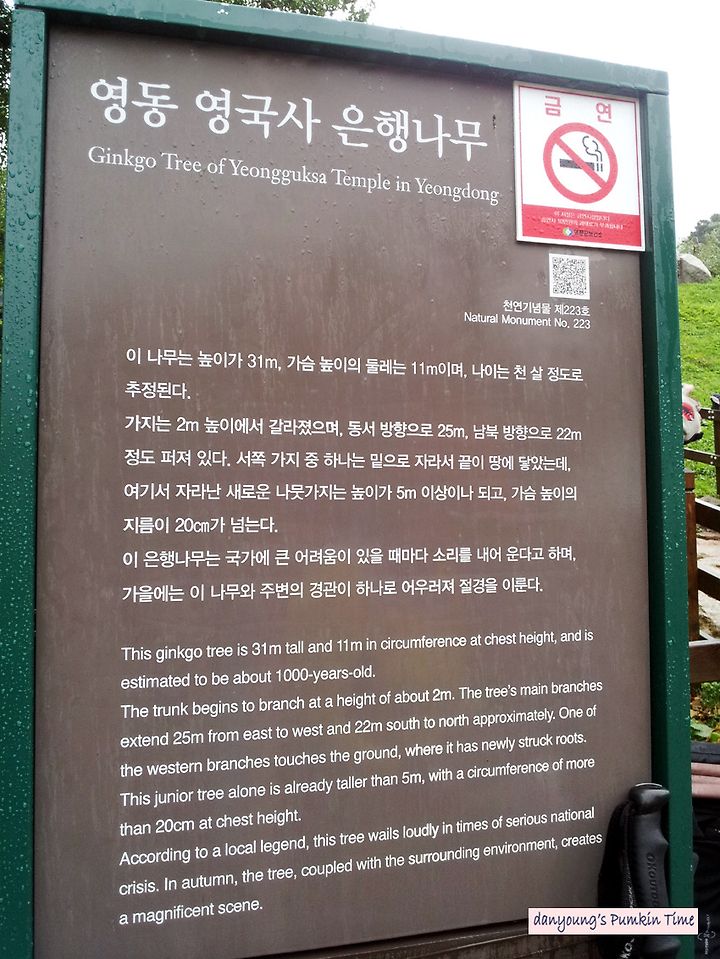 영동 영국사 은행나무
Ginkgo Tree of Yeongguksa Temple in Yeongdong
금 연
천연기념물 제223호
Natural Monument No. 223
이 나무는 높이가 31m, 가슴 높이의 둘레는 11m이며, 나이는 천 살 정도로
추정된다.
가지는 2m 높이에서 갈라졌으며, 동서 방향으로 25m, 남북 방향으로 22m
정도 퍼져 있다. 서쪽 가지 중 하나는 밑으로 자라서 끝이 땅에 닿았는데,
여기서 자라난 새로운 나뭇가지는 높이가 5m 이상이나 되고, 가슴 높이의
지름이 20㎝가 넘는다.
이 은행나무는 국가에 큰 어려움이 있을 때마다 소리를 내어 운다고 하며,
가을에는 이 나무와 주변의 경관이 하나로 어우러져 절경을 이룬다.
This ginkgo tree is 31m tall and 11m in circumference at chest height, and is
estimated to be about 1000-years-old.
The trunk begins to branch at a height of about 2m. The tree's main branches
extend 25m from east to west and 22m south to north approximately. One of
the western branches touches the ground, where it has newly struck roots.
This junior tree alone is already taller than 5m, with a circumference of more
than 20cm at chest height.
According to a local legend, this tree wails loudly in times of serious national
crisis. In autumn, the tree, coupled with the surrounding environment, creates
a magnificent scene.
danyoung's Pumkin Time